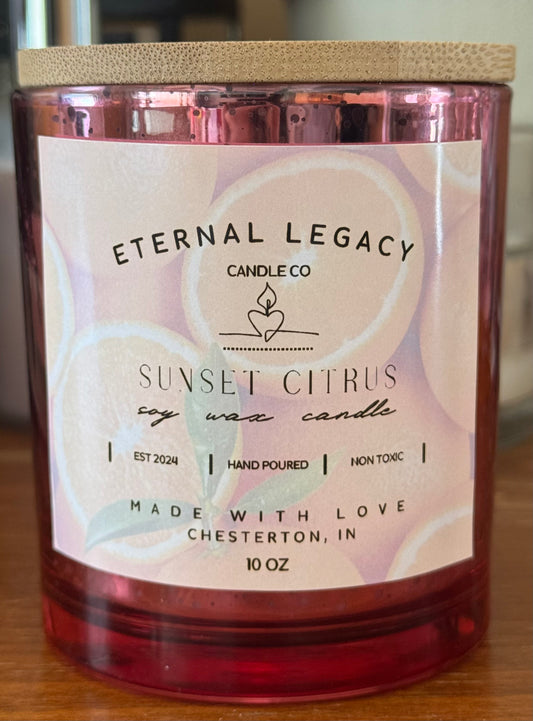 ETERNAL LEGACY
CANDLE CO
SUNSET CITRUS
soy wax candle
| EST 2024 | HAND POURED | NON TOXIC |
MADE WITH LOVE
CHESTERTON, IN
10 OZ